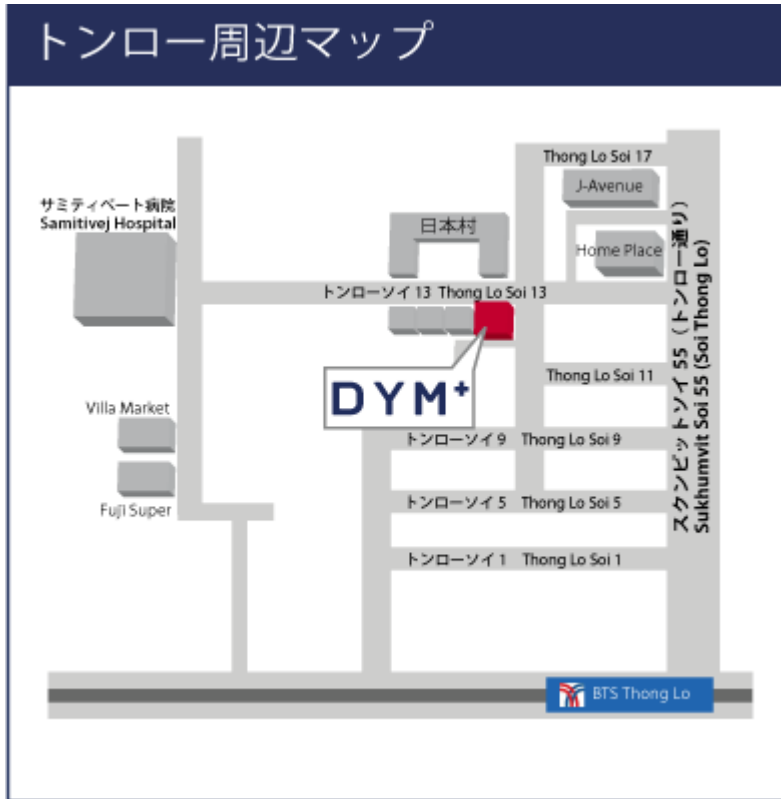 トンロー周辺マップ
Thong Lo Soi 17
J-Avenue
サミティベート病院
Samitivej Hospital
日本村
Home Place
トンローソイ 13 Thong Lo Soi 13
スクンビットソイ 55（トンロー通り）
Sukhumvit Soi 55 (Soi Thong Lo)
Thong Lo Soi 11
DYM+
Villa Market
トンローソイ 9 Thong Lo Soi 9
Fuji Super
トンローソイ 5 Thong Lo Soi 5
トンローソイ 1 Thong Lo Soi 1
BTS Thong Lo